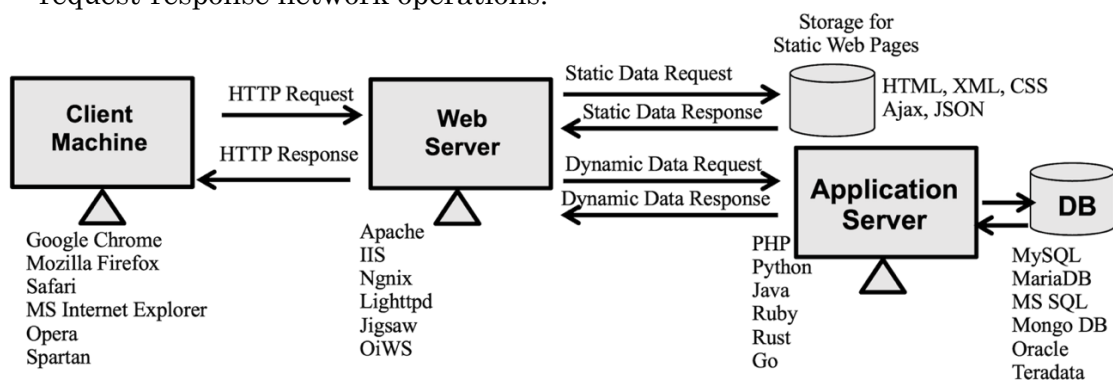 request-response network operations.
Storage for
Static Web Pages
HTML, XML, CSS
Ajax, JSON
Client
Machine
HTTP Request
HTTP Response
Web
Server
Static Data Request
Static Data Response
Dynamic Data Request
Dynamic Data Response
Application
Server
DB
Google Chrome
Mozilla Firefox
Safari
MS Internet Explorer
Opera
Spartan
Apache
IIS
Ngnix
Lighttpd
Jigsaw
OiWS
PHP
Python
Java
Ruby
Rust
Go
MySQL
MariaDB
MS SQL
Mongo DB
Oracle
Teradata